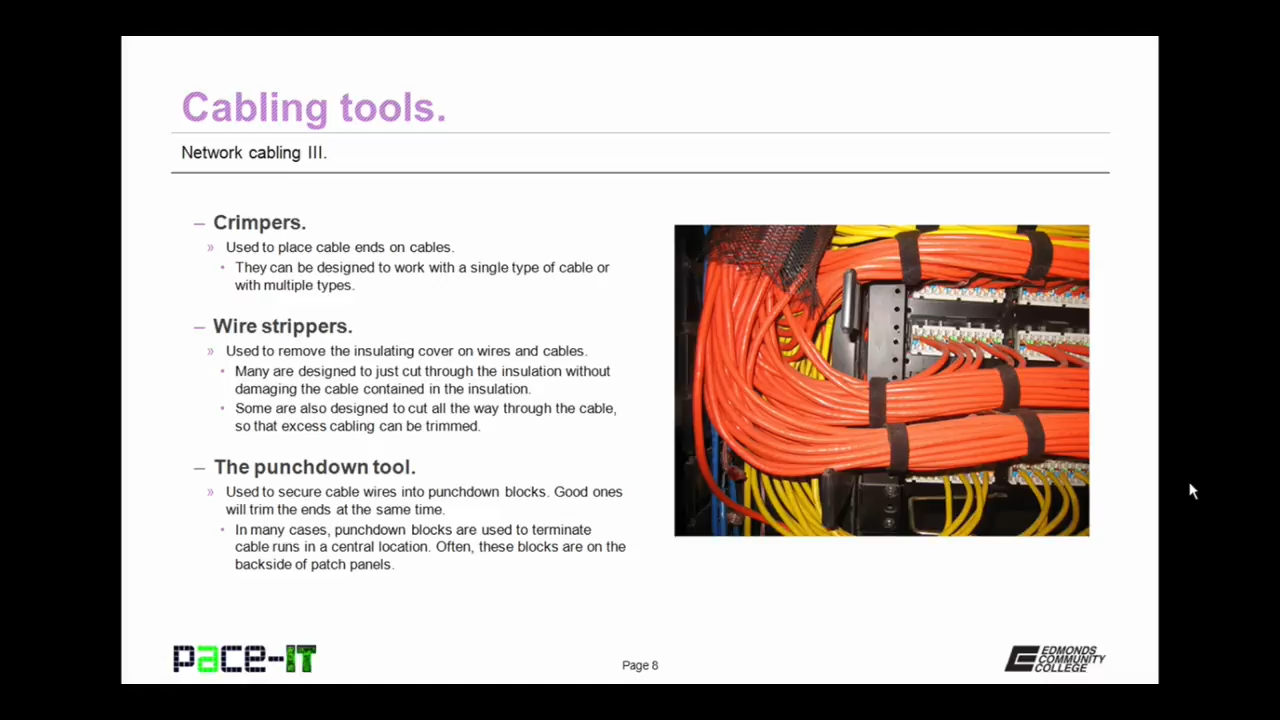 Cabling tools.
Network cabling III.
– Crimpers.
» Used to place cable ends on cables.
• They can be designed to work with a single type of cable or
with multiple types.
– Wire strippers.
» Used to remove the insulating cover on wires and cables.
• Many are designed to just cut through the insulation without
damaging the cable contained in the insulation.
• Some are also designed to cut all the way through the cable,
so that excess cabling can be trimmed.
– The punchdown tool.
» Used to secure cable wires into punchdown blocks. Good ones
will trim the ends at the same time.
• In many cases, punchdown blocks are used to terminate
cable runs in a central location. Often, these blocks are on the
backside of patch panels.
pace-IT
Page 8
EDMONDS
COMMUNITY
COLLEGE